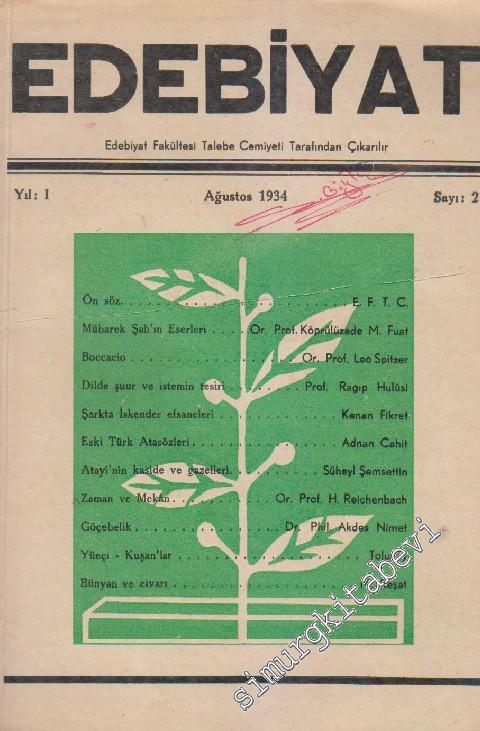 EDEBİYAT
Edebiyat Fakültesi Talebe Cemiyeti Tarafından Çıkarılır
Yıl: I Ağustos 1934 Sayı: 2
Ön söz. . . . . . . . . . . . . . . . . . E. F. T. C.
Mübarek Şah'ın Eserleri . . . . Or. Prof. Köprülüzade M. Fuat
Boccacio . . . . . . . . . . . . . . Or. Prof. Leo Spitzer
Dilde şuur ve istemin tesiri . . . . . . . Prof. Ragıp Hulûsi
Şarkta İskender efsaneleri . . . . . . . . . Kenan Fikret
Eski Türk Atasözleri . . . . . . . . . . . . Adnan Cahit
Atayi'nin kaside ve gazelleri. . . . . . . . Süheyl Şemsettin
Zaman ve Mekân . . . . . . . . . Or. Prof. H. Reichenbach
Göçebelik . . . . . . . . . . . . Dr. Phil. Akdes Nimet
Yünçi - Kuşan'lar . . . . . . . . . . . . . .
Bünyan ve civarı . . . . . . . . . . . . . .
simurgkitabevi